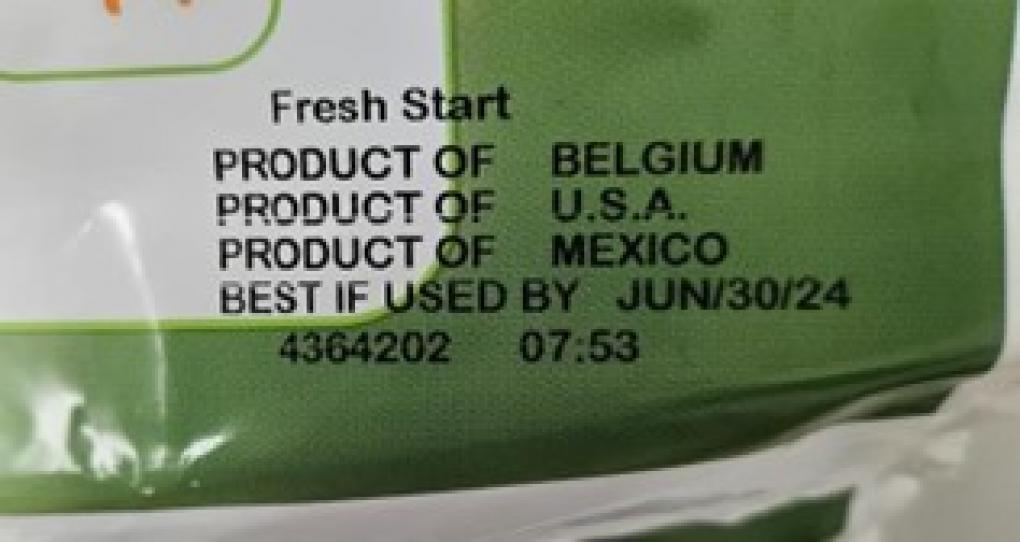 Fresh Start
PRODUCT OF BELGIUM
PRODUCT OF U.S.A.
PRODUCT OF MEXICO
BEST IF USED BY JUN/30/24
4364202 07:53